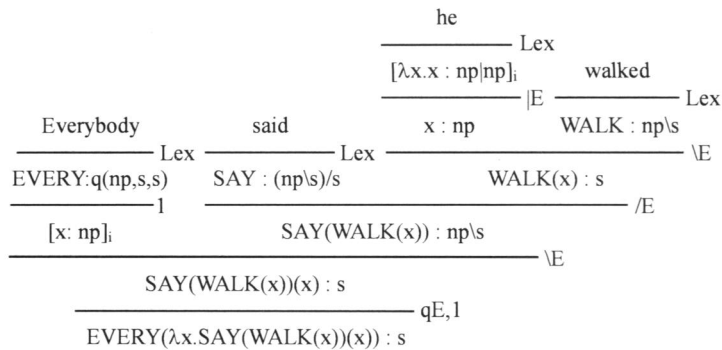 he
Lex
[λx.x : np|np]ᵢ walked
|E Lex
Everybody said x : np WALK : np\s
Lex Lex \E
EVERY:q(np,s,s) SAY : (np\s)/s WALK(x) : s
1 /E
[x: np]ᵢ SAY(WALK(x)) : np\s
\E
SAY(WALK(x))(x) : s
qE,1
EVERY(λx.SAY(WALK(x))(x)) : s